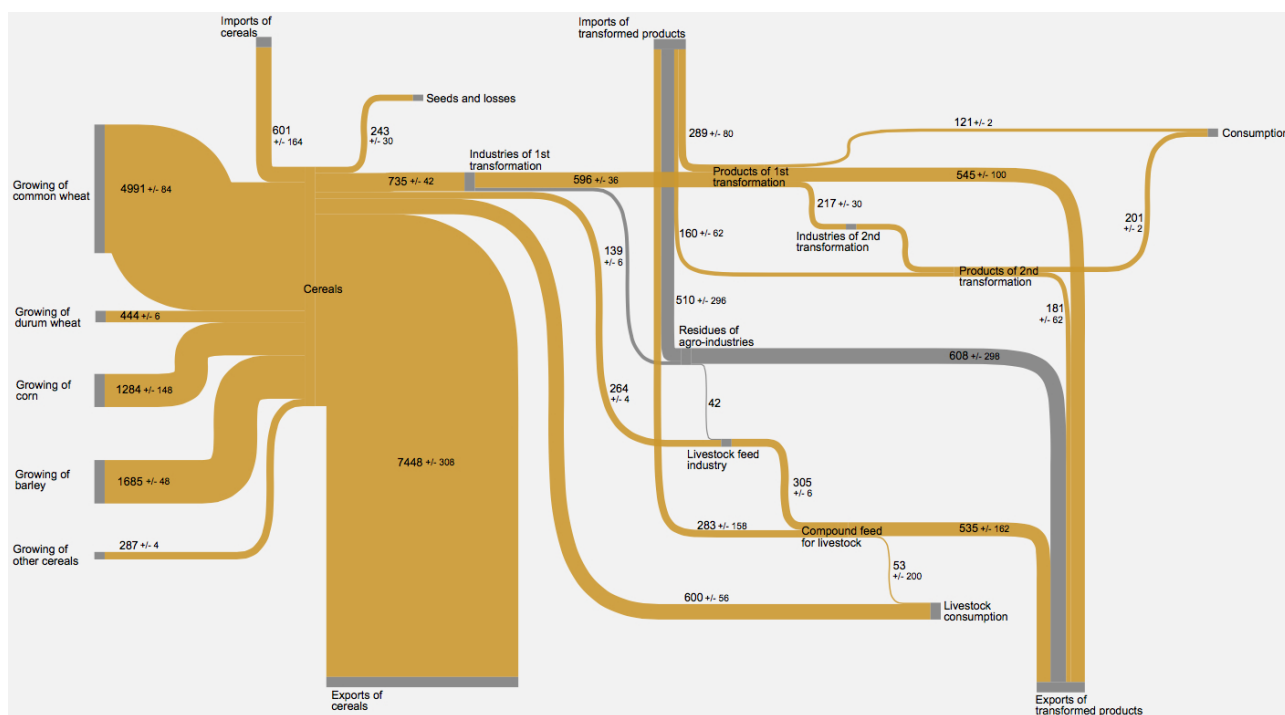 Imports of
cereals
Imports of
transformed products
Seeds and losses
601
+/- 164
243
+/- 30
289 +/- 80
121 +/- 2
Consumption
Industries of 1st
transformation
Growing of
common wheat
4991 +/- 84
735 +/- 42
596 +/- 36
Products of 1st
transformation
545 +/- 100
217 +/- 30
201
+/- 2
160 +/- 62
Industries of 2nd
transformation
139
+/- 6
Products of 2nd
transformation
Cereals
510 +/- 296
181
+/- 62
Growing of
durum wheat
444 +/- 6
Residues of
agro-industries
608 +/- 298
Growing of
corn
1284 +/- 148
264
+/- 4
42
Livestock feed
industry
7448 +/- 308
Growing of
barley
1685 +/- 48
305
+/- 6
283 +/- 158
Compound feed
for livestock
535 +/- 162
Growing of
other cereals
287 +/- 4
53
+/- 200
600 +/- 56
Livestock
consumption
Exports of
cereals
Exports of
transformed products